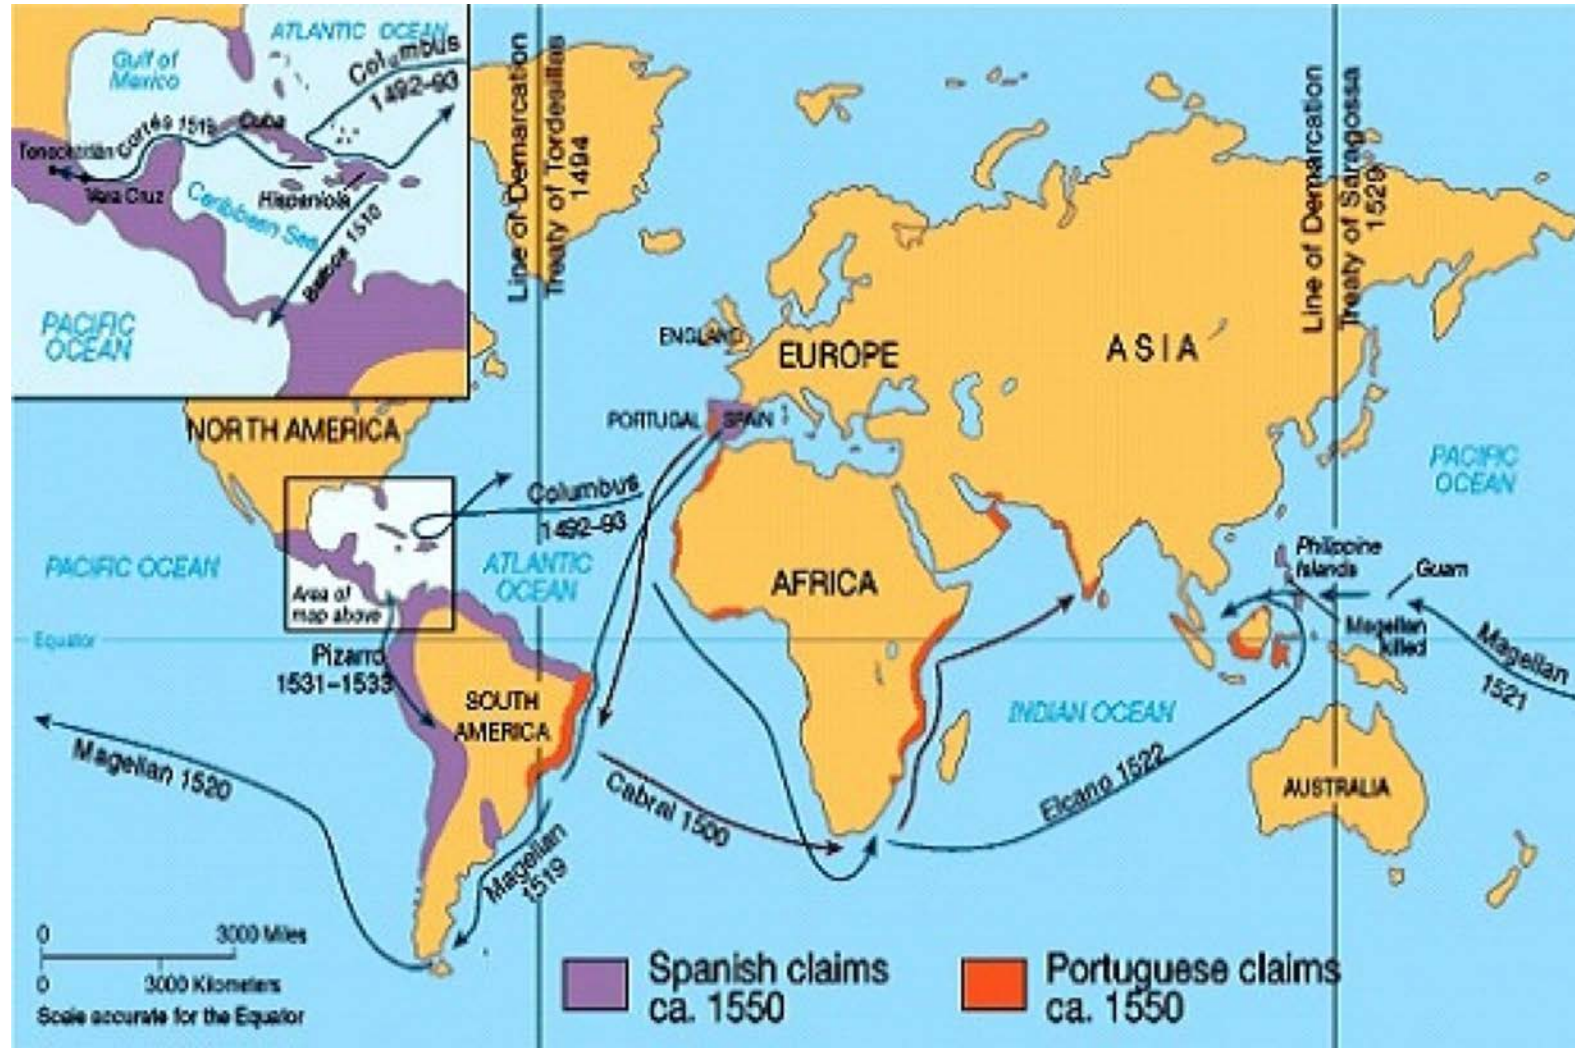 ATLANTIC OCEAN
Gulf of
Mexico
Columbus
1492–93
Cortés 1519
Cuba
Tenochtitlán
Vera Cruz
Hispaniola
Caribbean Sea
Balboa 1510
PACIFIC
OCEAN
Line of Demarcation
Treaty of Tordesillas
1494
Line of Demarcation
Treaty of Saragossa
1529
ENGLAND
EUROPE
ASIA
PORTUGAL
SPAIN
NORTH AMERICA
PACIFIC
OCEAN
Columbus
1492–93
PACIFIC OCEAN
ATLANTIC
OCEAN
AFRICA
Philippine
Islands
Guam
Area of
map above
Equator
Magellan
killed
Pizarro
1531–1533
Magellan
1521
SOUTH
AMERICA
INDIAN OCEAN
Magellan 1520
Cabral 1500
Elcano 1522
AUSTRALIA
Magellan
1519
0
3000 Miles
0
3000 Kilometers
Scale accurate for the Equator
Spanish claims
ca. 1550
Portuguese claims
ca. 1550